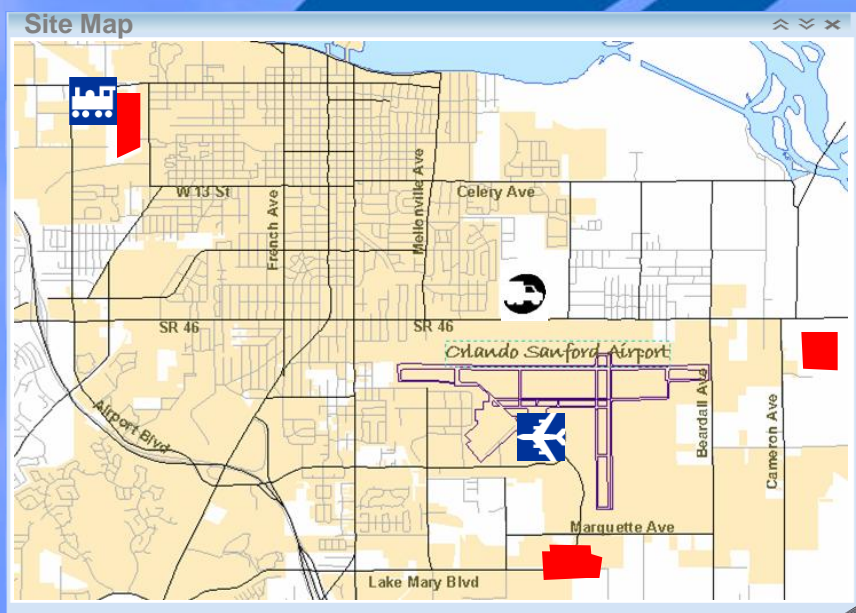 Site Map
W 13 St
Celery Ave
French Ave
Mellonville Ave
SR 46
SR 46
Orlando Sanford Airport
Airport Blvd
Beardall Ave
Cameron Ave
Marquette Ave
Lake Mary Blvd